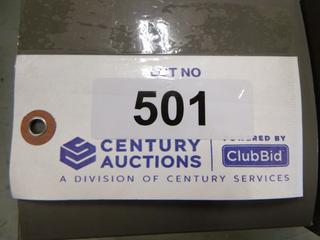 LOT NO
501
CENTURY
AUCTIONS
POWERED BY
ClubBid
A DIVISION OF CENTURY SERVICES